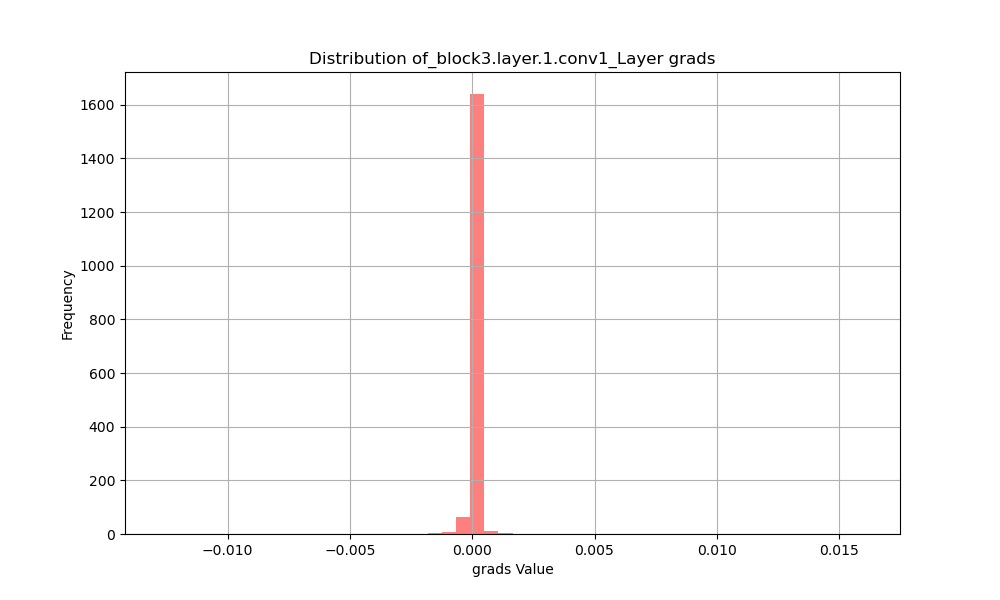 Distribution of_block3.layer.1.conv1_Layer grads
1600
1400
1200
1000
800
600
400
200
0
Frequency
−0.010 −0.005 0.000 0.005 0.010 0.015
grads Value